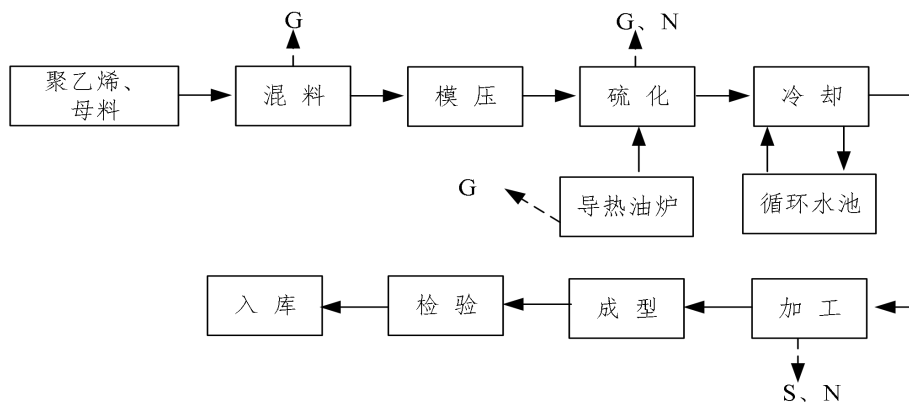 G
G、N
聚乙烯、
母料
混 料
模 压
硫 化
冷 却
G
导热油炉
循环水池
入 库
检 验
成 型
加 工
S、N